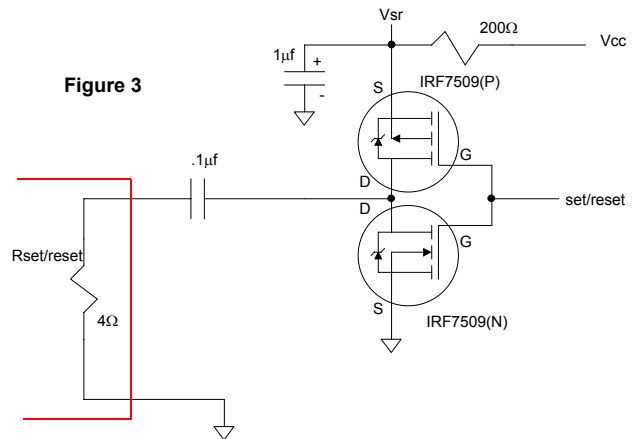 Vsr
200Ω
Vcc
1µf
+
-
Figure 3
S
IRF7509(P)
G
.1µf
D
D
set/reset
G
Rset/reset
S
4Ω
IRF7509(N)